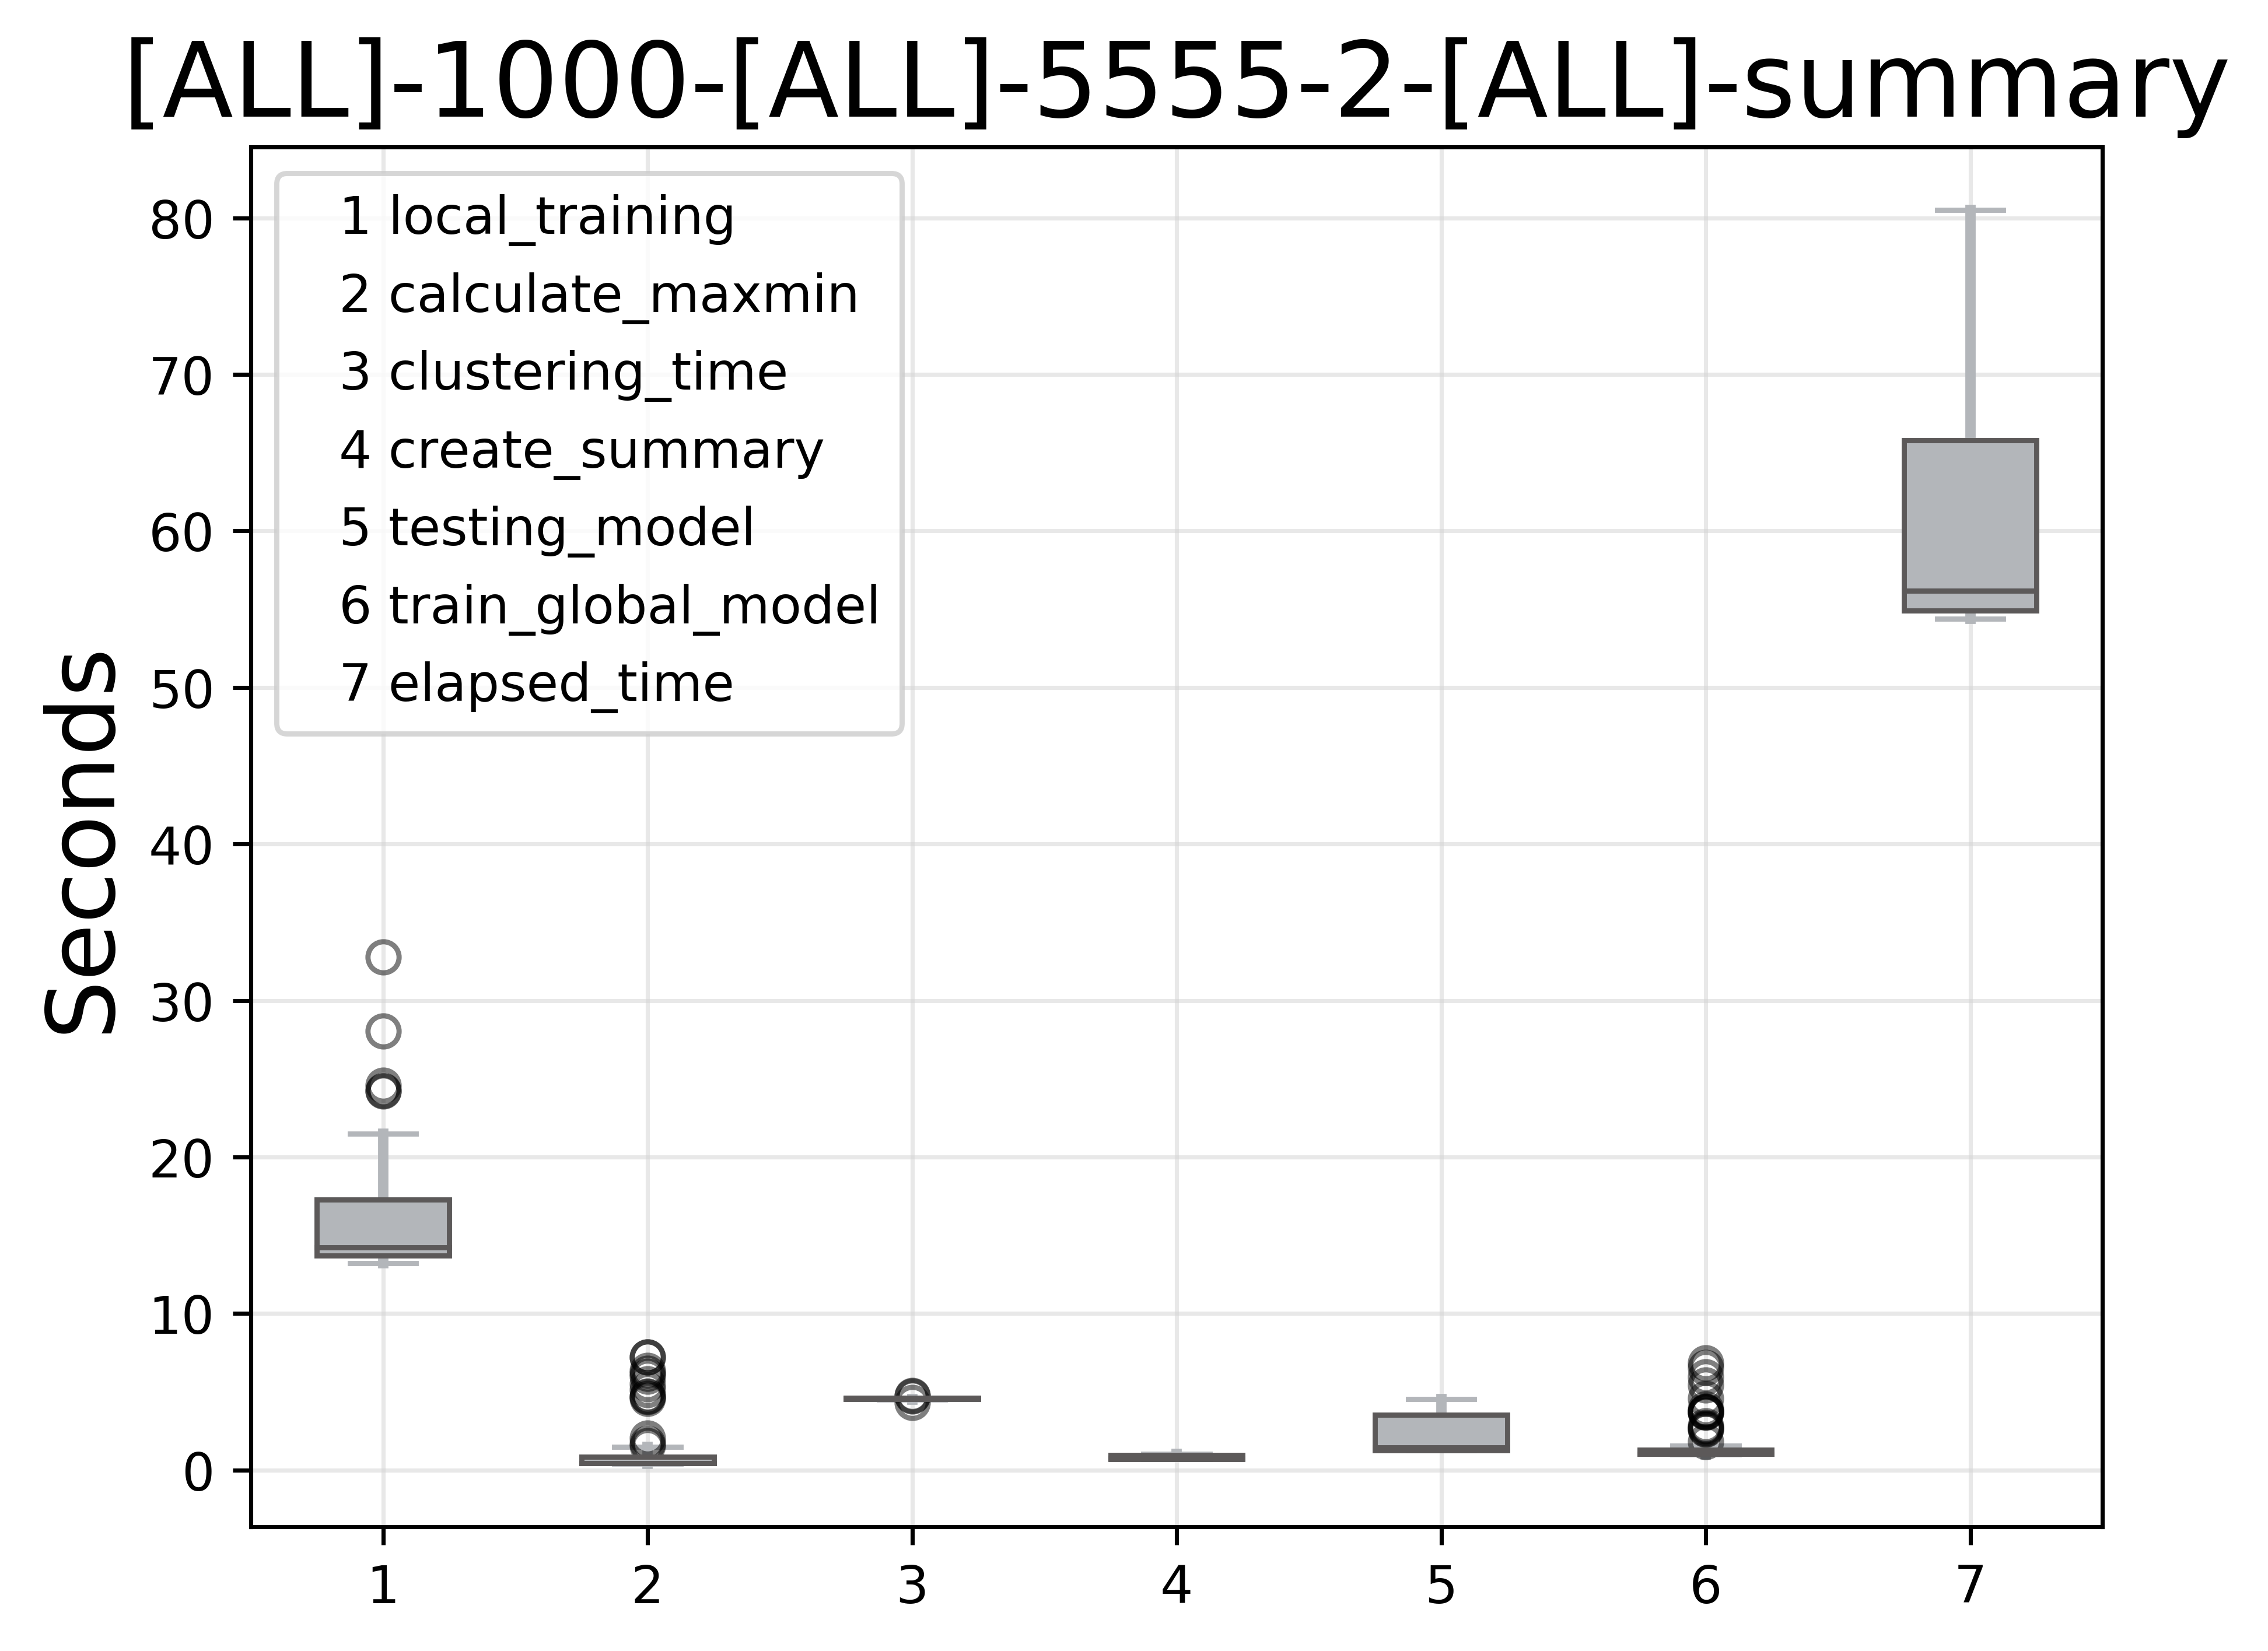 [ALL]-1000-[ALL]-5555-2-[ALL]-summary
1 local_training
2 calculate_maxmin
3 clustering_time
4 create_summary
5 testing_model
6 train_global_model
7 elapsed_time
Seconds
80
70
60
50
40
30
20
10
0
1 2 3 4 5 6 7